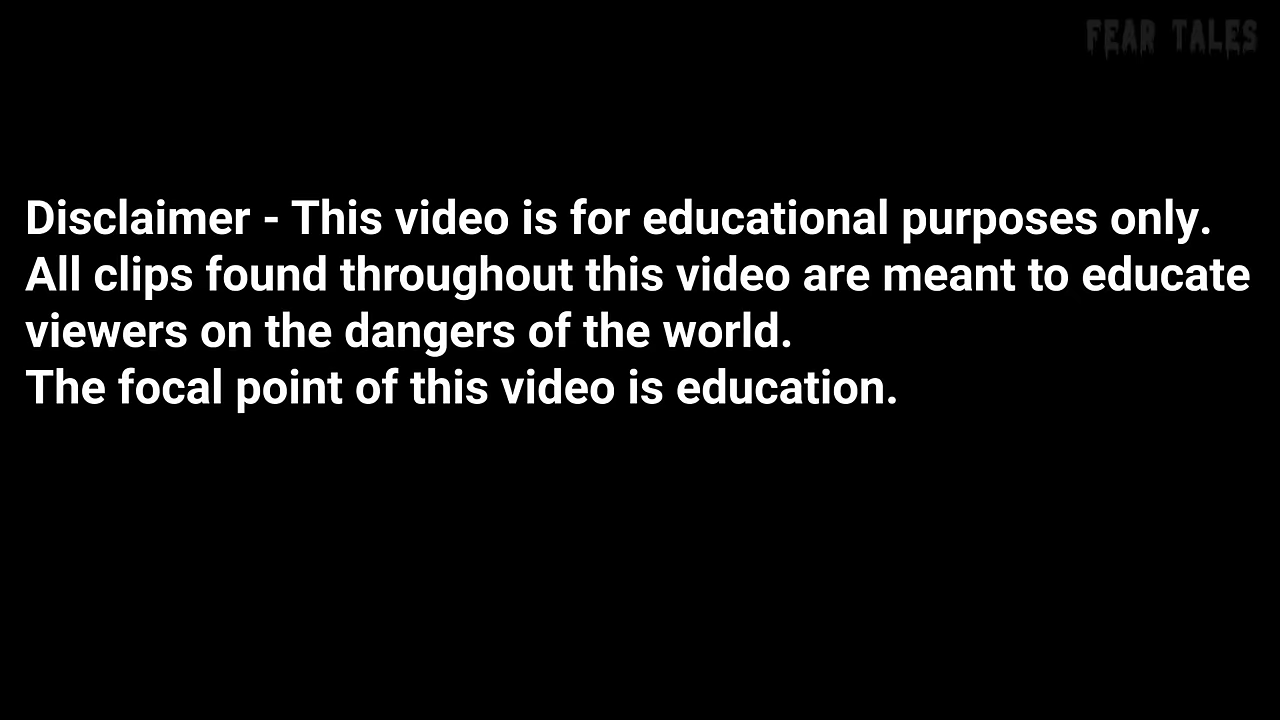 FEAR TALES
Disclaimer - This video is for educational purposes only.
All clips found throughout this video are meant to educate
viewers on the dangers of the world.
The focal point of this video is education.